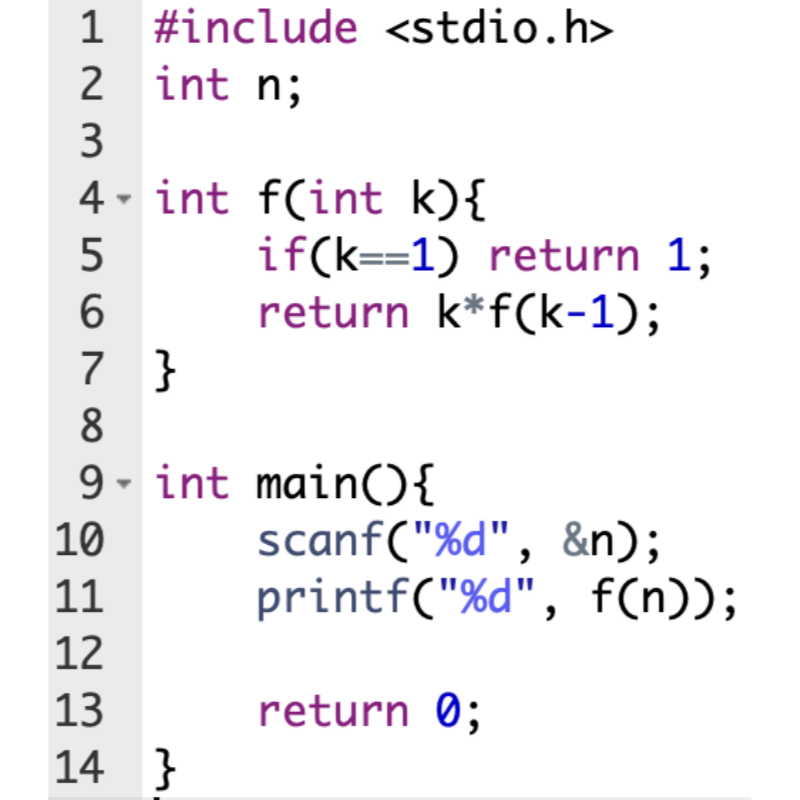 1 #include <stdio.h>
2 int n;
3
4 int f(int k){
5     if(k==1) return 1;
6     return k*f(k-1);
7 }
8
9 int main(){
10     scanf("%d", &n);
11     printf("%d", f(n));
12
13     return 0;
14 }